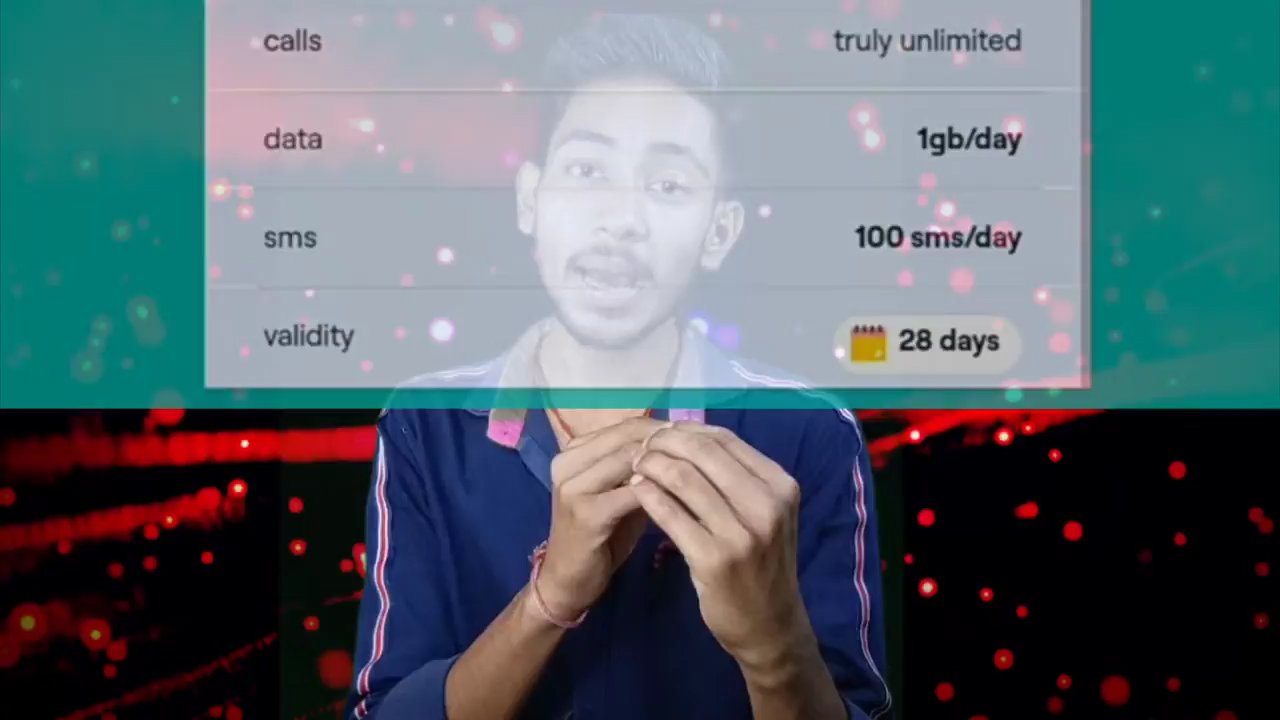 calls truly unlimited
data 1gb/day
sms 100 sms/day
validity 28 days